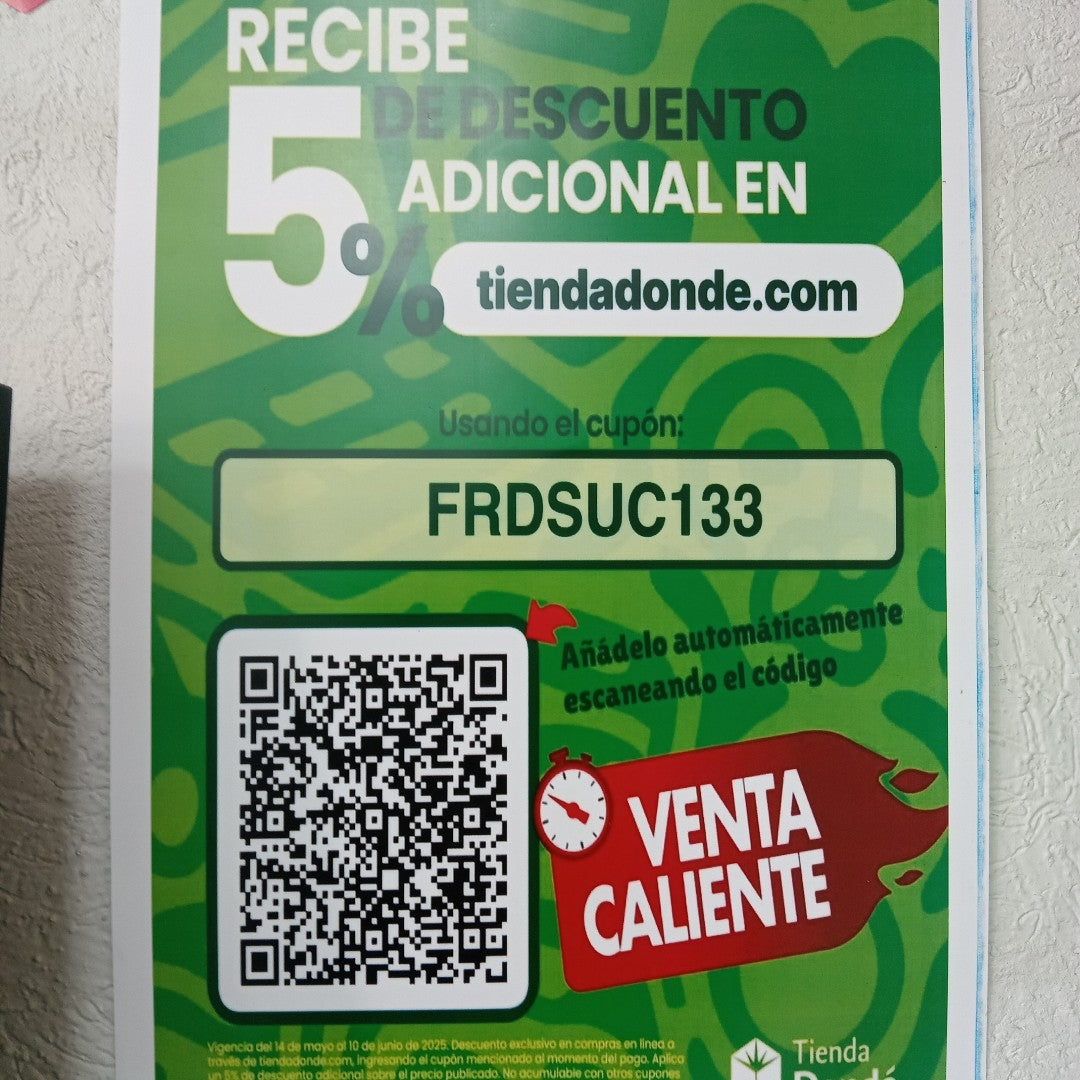 RECIBE
5% DE DESCUENTO
ADICIONAL EN
tiendadonde.com
Usando el cupón:
FRDSUC133
Añádelo automáticamente
escaneando el código
VENTA
CALIENTE
Vigencia del 14 de mayo al 10 de junio de 2025. Descuento exclusivo en compras en línea a
través de tiendadonde.com, ingresando el cupón mencionado al momento del pago. Aplica
un 5% de descuento adicional sobre el precio publicado. No acumulable con otros cupones
Tienda